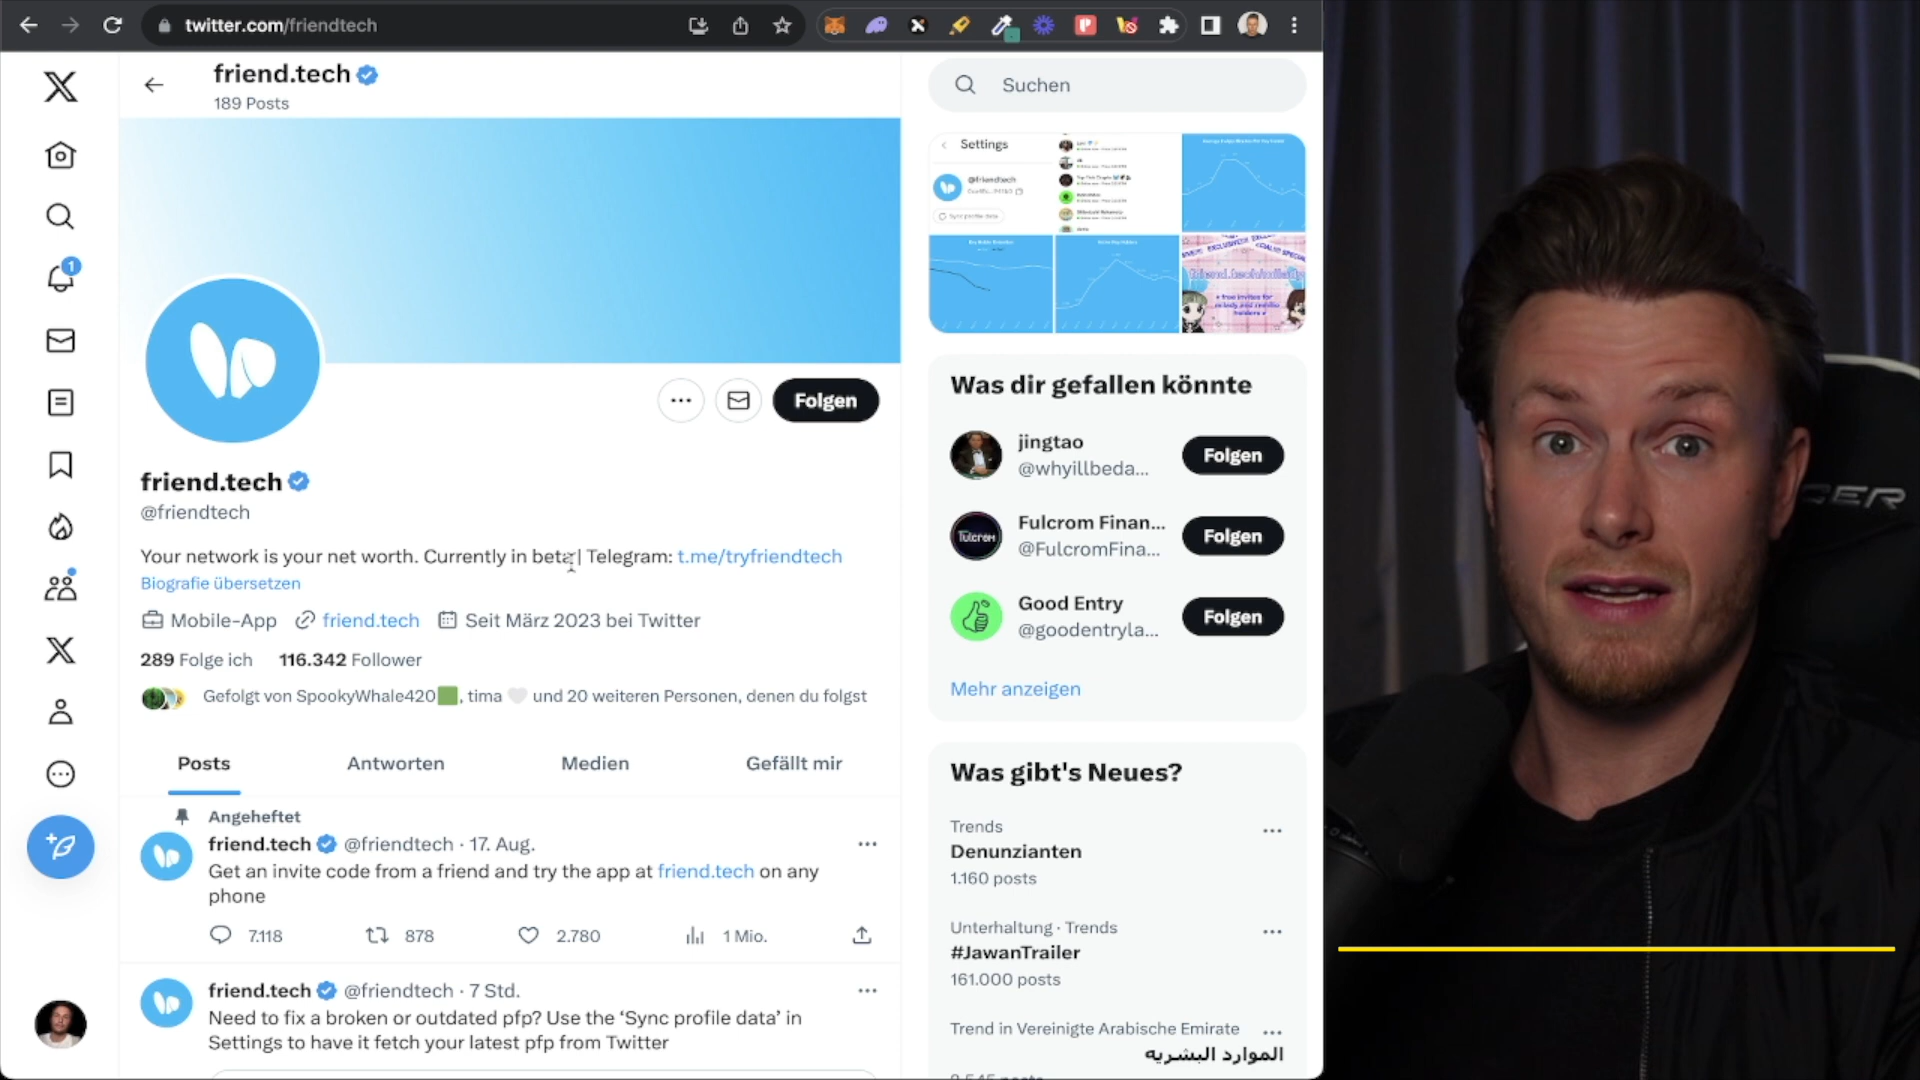 twitter.com/friendtech
friend.tech
189 Posts
Folgen
friend.tech
@friendtech
Your network is your net worth. Currently in beta | Telegram: t.me/tryfriendtech
Biografie übersetzen
Mobile-App friend.tech Seit März 2023 bei Twitter
289 Folge ich 116.342 Follower
Gefolgt von SpookyWhale420, tima und 20 weiteren Personen, denen du folgst
Posts Antworten Medien Gefällt mir
Angeheftet
friend.tech @friendtech · 17. Aug.
Get an invite code from a friend and try the app at friend.tech on any
phone
7.118 878 2.780 1 Mio.
friend.tech @friendtech · 7 Std.
Need to fix a broken or outdated pfp? Use the ‘Sync profile data’ in
Settings to have it fetch your latest pfp from Twitter
1
Suchen
Settings
@friendtech
Sync profile data
Was dir gefallen könnte
jingtao
@whyillbeda...
Folgen
Fulcrom Finan...
@FulcromFina...
Folgen
Fulcrom
Good Entry
@goodentryla...
Folgen
Mehr anzeigen
Was gibt's Neues?
Trends
Denunzianten
1.160 posts
Unterhaltung · Trends
#JawanTrailer
161.000 posts
Trend in Vereinigte Arabische Emirate
الموارد البشريه